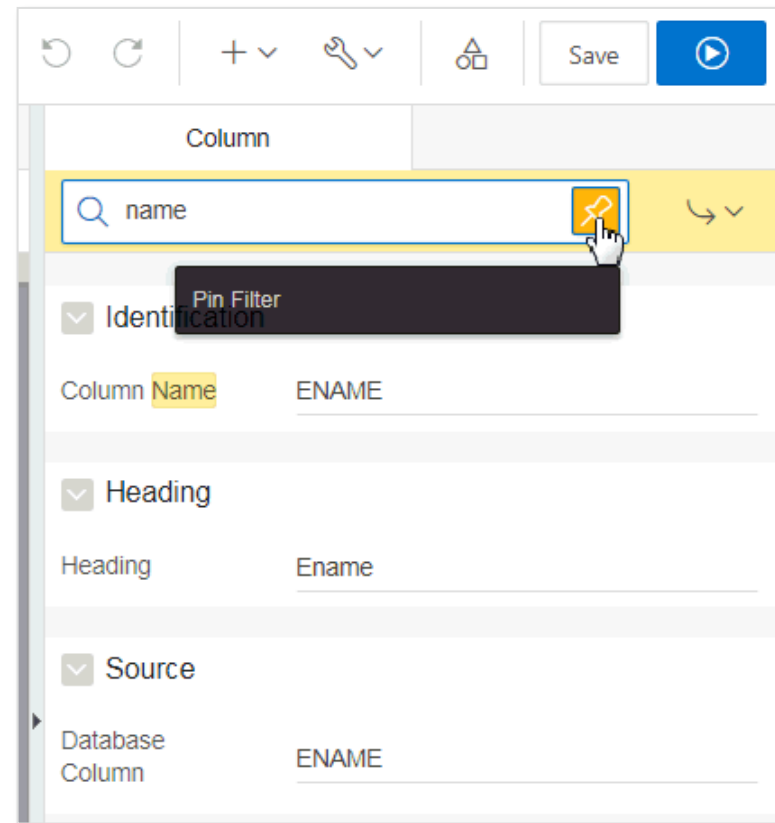 Save
Column
name
Pin Filter
Identification
Column Name ENAME
Heading
Heading Ename
Source
Database
Column ENAME